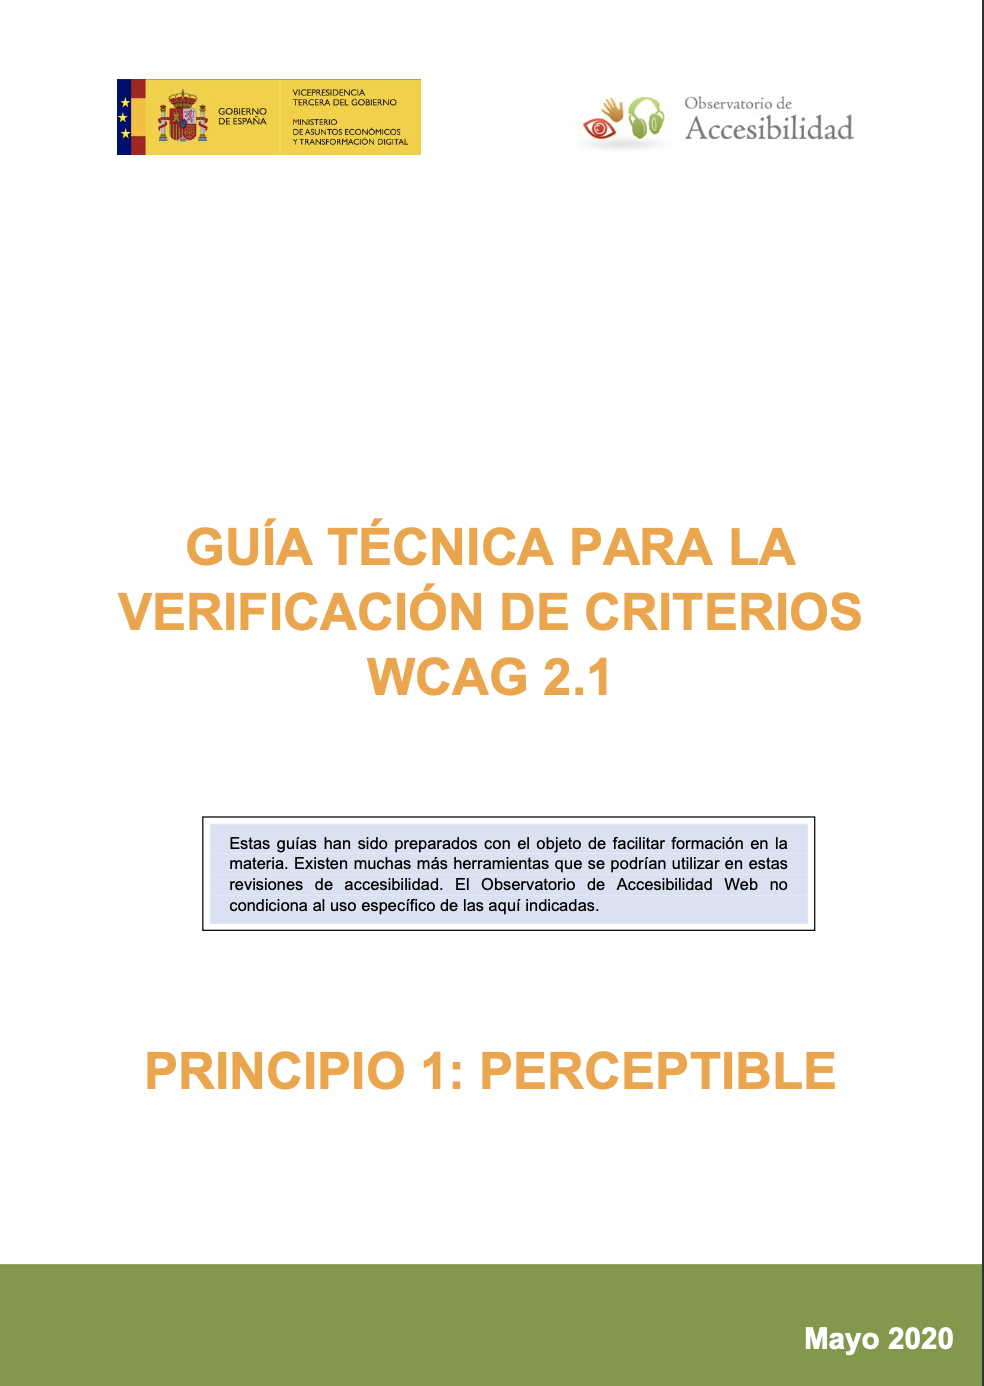 GOBIERNO
DE ESPAÑA
VICEPRESIDENCIA
TERCERA DEL GOBIERNO
MINISTERIO
DE ASUNTOS ECONÓMICOS
Y TRANSFORMACIÓN DIGITAL
Observatorio de
Accesibilidad
GUÍA TÉCNICA PARA LA
VERIFICACIÓN DE CRITERIOS
WCAG 2.1
Estas guías han sido preparados con el objeto de facilitar formación en la
materia. Existen muchas más herramientas que se podrían utilizar en estas
revisiones de accesibilidad. El Observatorio de Accesibilidad Web no
condiciona al uso específico de las aquí indicadas.
PRINCIPIO 1: PERCEPTIBLE
Mayo 2020